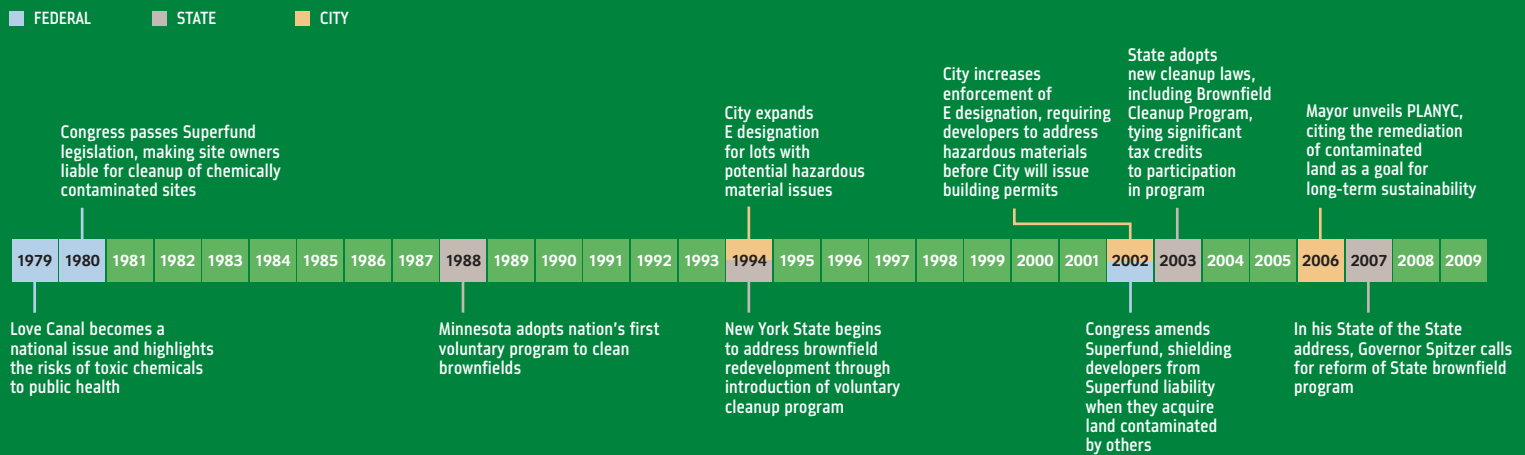 FEDERAL
STATE
CITY
Congress passes Superfund
legislation, making site owners
liable for cleanup of chemically
contaminated sites
City expands
E designation
for lots with
potential hazardous
material issues
City increases
enforcement of
E designation, requiring
developers to address
hazardous materials
before City will issue
building permits
State adopts
new cleanup laws,
including Brownfield
Cleanup Program,
tying significant
tax credits
to participation
in program
Mayor unveils PLANYC,
citing the remediation
of contaminated
land as a goal for
long-term sustainability
1979 1980 1981 1982 1983 1984 1985 1986 1987 1988 1989 1990 1991 1992 1993 1994 1995 1996 1997 1998 1999 2000 2001 2002 2003 2004 2005 2006 2007 2008 2009
Love Canal becomes a
national issue and highlights
the risks of toxic chemicals
to public health
Minnesota adopts nation's first
voluntary program to clean
brownfields
New York State begins
to address brownfield
redevelopment through
introduction of voluntary
cleanup program
Congress amends
Superfund, shielding
developers from
Superfund liability
when they acquire
land contaminated
by others
In his State of the State
address, Governor Spitzer calls
for reform of State brownfield
program